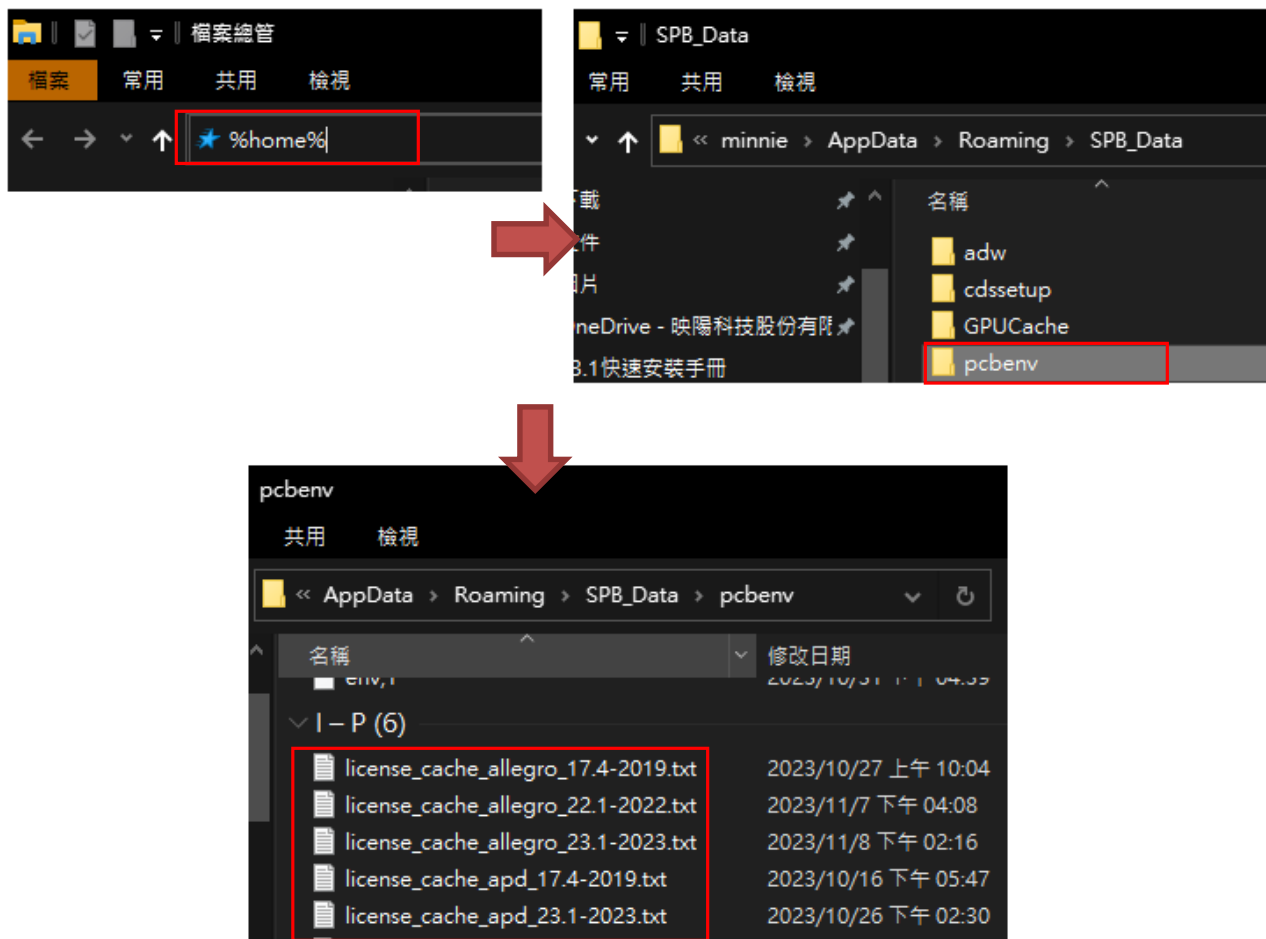 檔案總管
檔案 常用 共用 檢視
%home%
SPB_Data
常用 共用 檢視
« minnie › AppData › Roaming › SPB_Data
名稱
adw
cdssetup
GPUCache
pcbenv
OneDrive - 映陽科技股份有限
3.1快速安裝手冊
pcbenv
共用 檢視
« AppData › Roaming › SPB_Data › pcbenv
名稱 修改日期
I – P (6)
license_cache_allegro_17.4-2019.txt 2023/10/27 上午 10:04
license_cache_allegro_22.1-2022.txt 2023/11/7 下午 04:08
license_cache_allegro_23.1-2023.txt 2023/11/8 下午 02:16
license_cache_apd_17.4-2019.txt 2023/10/16 下午 05:47
license_cache_apd_23.1-2023.txt 2023/10/26 下午 02:30